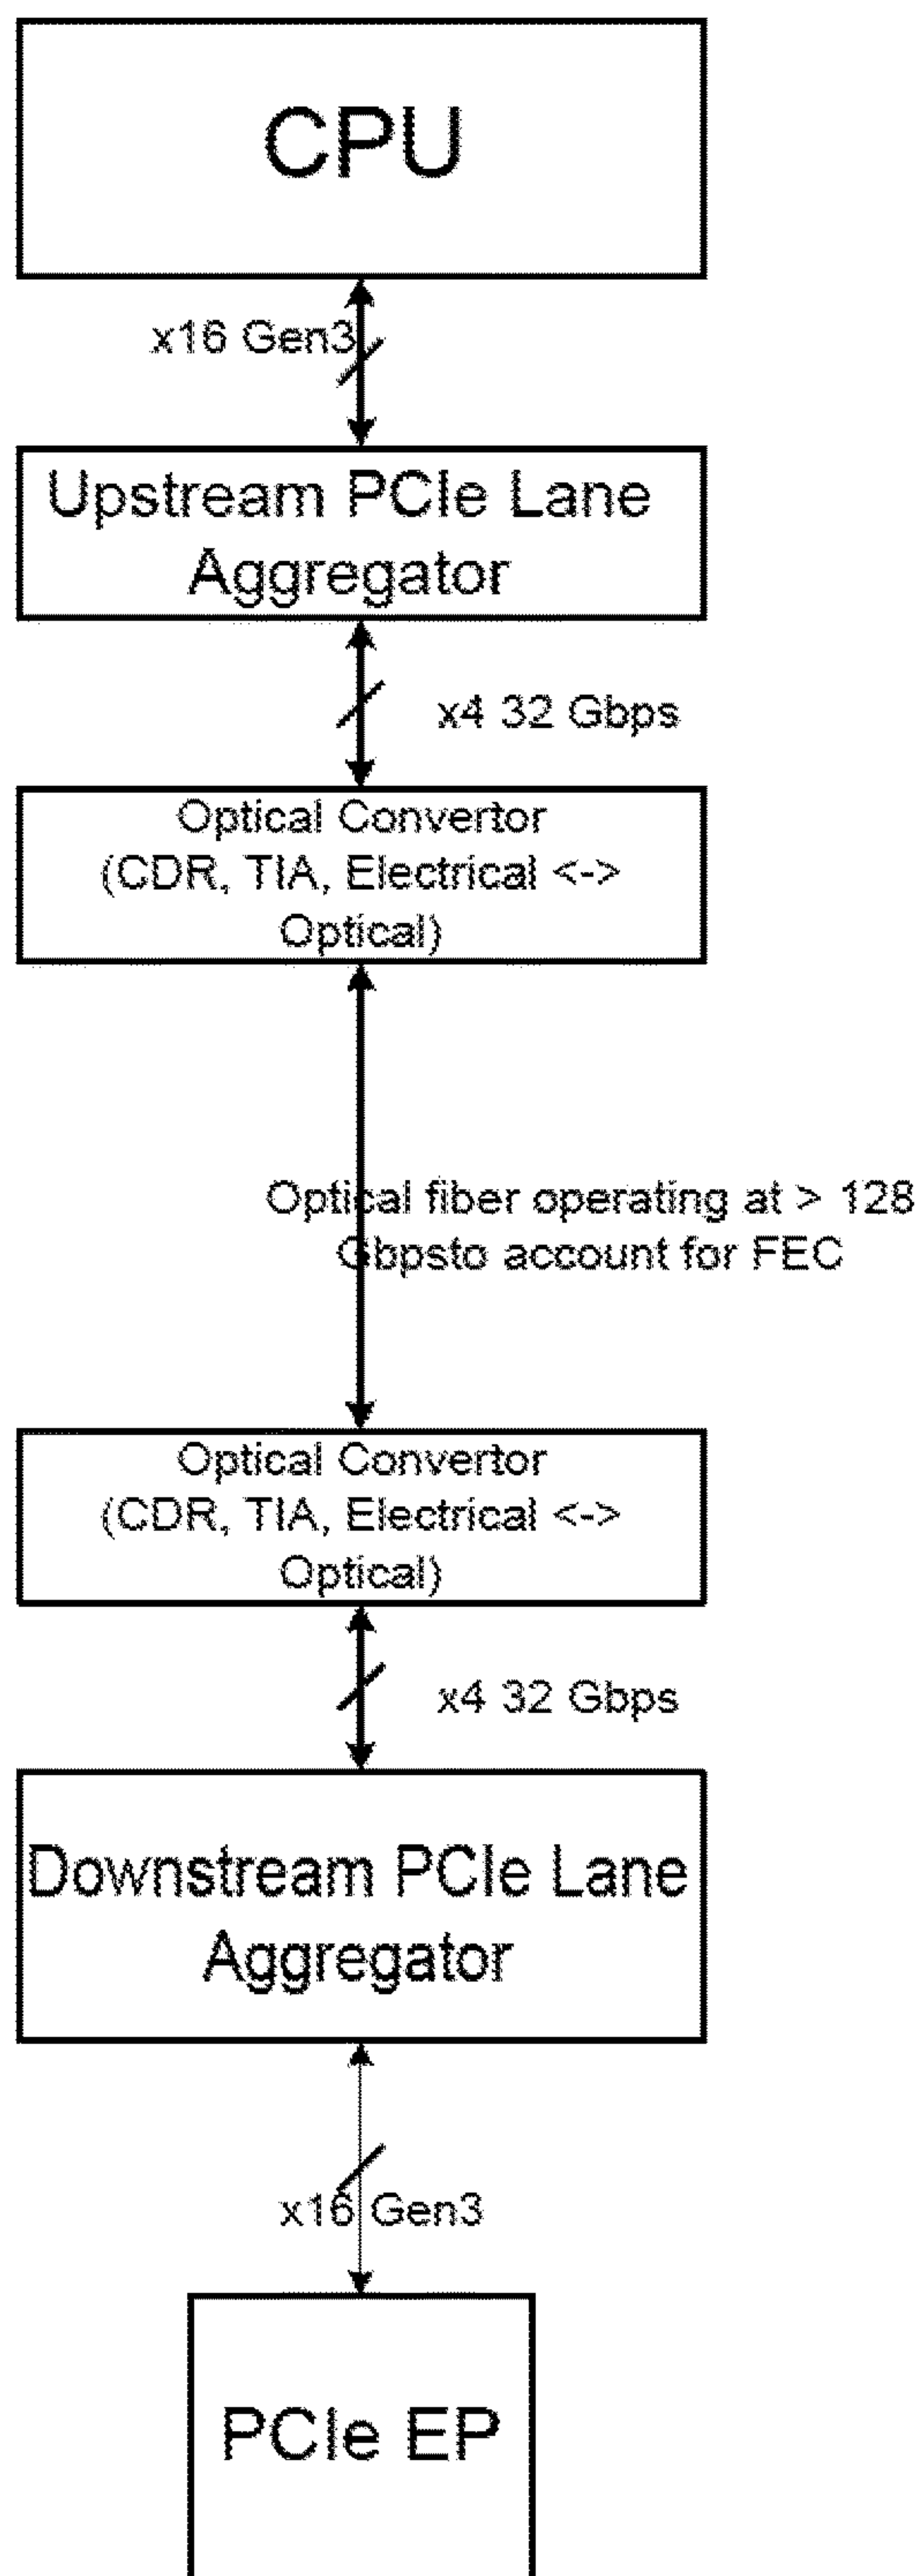 CPU
x16 Gen3
Upstream PCIe Lane
Aggregator
x4 32 Gbps
Optical Convertor
(CDR, TIA, Electrical <->
Optical)
Optical fiber operating at > 128
Gbpsto account for FEC
Optical Convertor
(CDR, TIA, Electrical <->
Optical)
x4 32 Gbps
Downstream PCIe Lane
Aggregator
x16 Gen3
PCIe EP